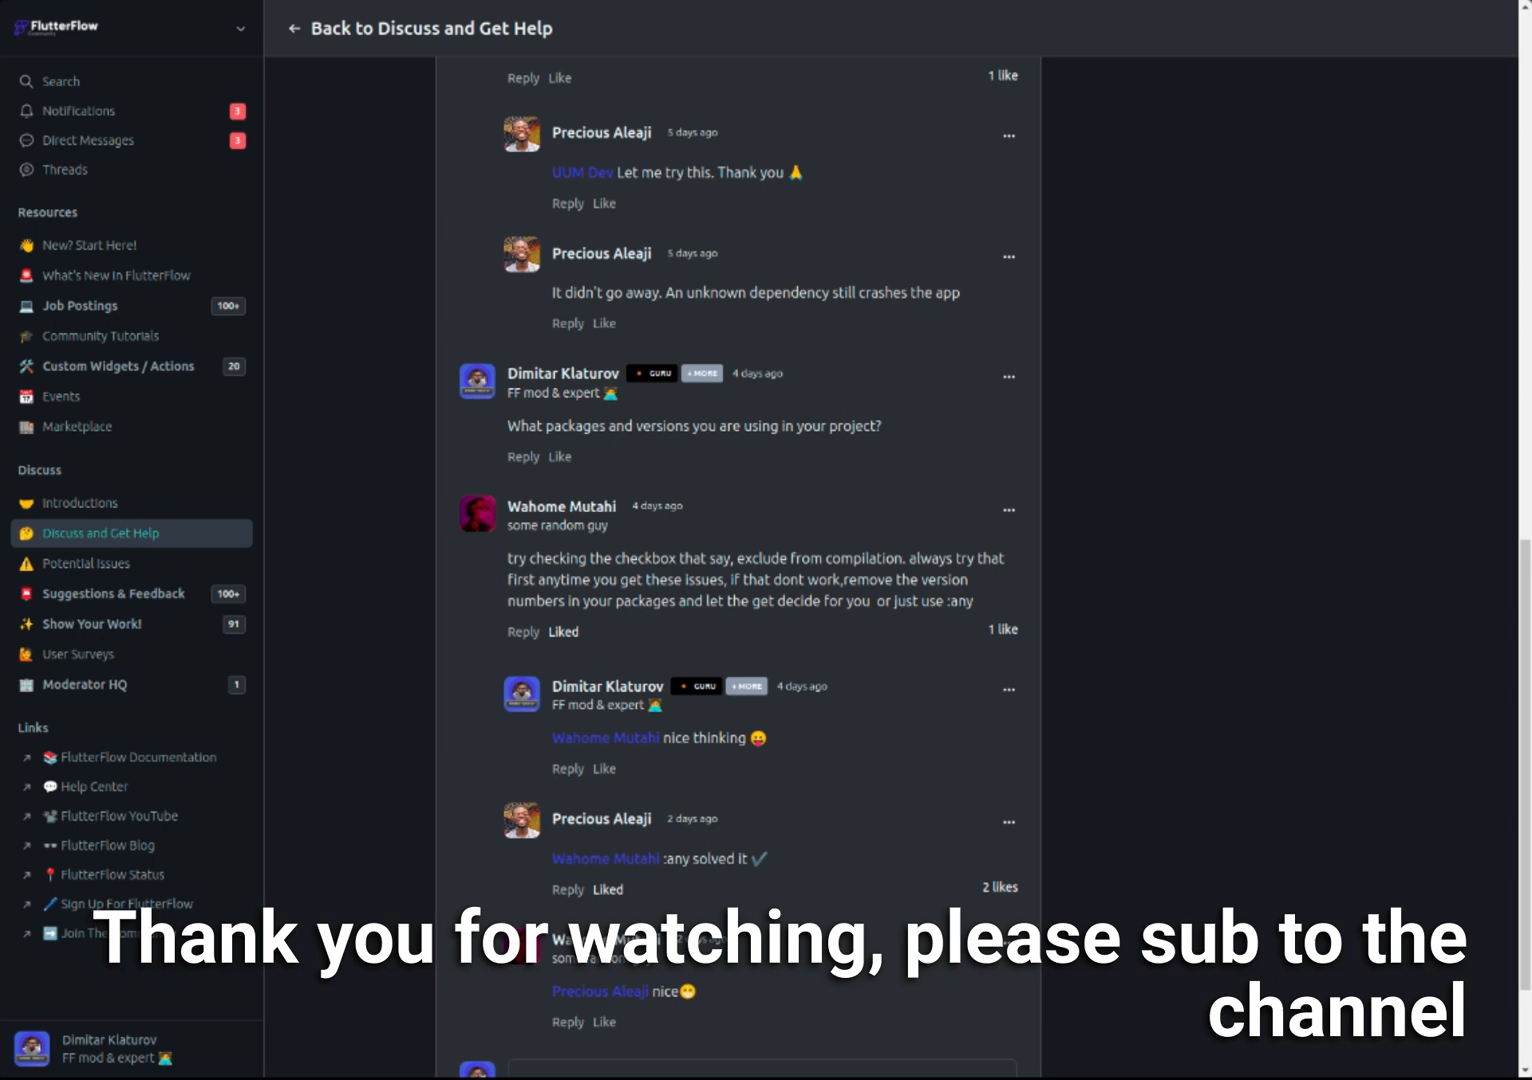 FlutterFlow
Community
Search
Notifications 3
Direct Messages 3
Threads
Resources
New? Start Here!
What's New In FlutterFlow
Job Postings 100+
Community Tutorials
Custom Widgets / Actions 20
Events
Marketplace
Discuss
Introductions
Discuss and Get Help
Potential Issues
Suggestions & Feedback 100+
Show Your Work! 91
User Surveys
Moderator HQ 1
Links
FlutterFlow Documentation
Help Center
FlutterFlow YouTube
FlutterFlow Blog
FlutterFlow Status
Sign Up For FlutterFlow
Join The
Dimitar Klaturov
FF mod & expert
Back to Discuss and Get Help
Reply Like 1 like
Precious Aleaji 5 days ago
UUM Dev Let me try this. Thank you
Reply Like
Precious Aleaji 5 days ago
It didn't go away. An unknown dependency still crashes the app
Reply Like
Dimitar Klaturov GURU +MORE 4 days ago
FF mod & expert
What packages and versions you are using in your project?
Reply Like
Wahome Mutahi 4 days ago
some random guy
try checking the checkbox that say, exclude from compilation. always try that
first anytime you get these issues, if that dont work,remove the version
numbers in your packages and let the get decide for you or just use :any
Reply Liked 1 like
Dimitar Klaturov GURU +MORE 4 days ago
FF mod & expert
Wahome Mutahi nice thinking
Reply Like
Precious Aleaji 2 days ago
Wahome Mutahi :any solved it
Reply Liked 2 likes
Precious Aleaji nice
Reply Like
Thank you for watching, please sub to the
channel